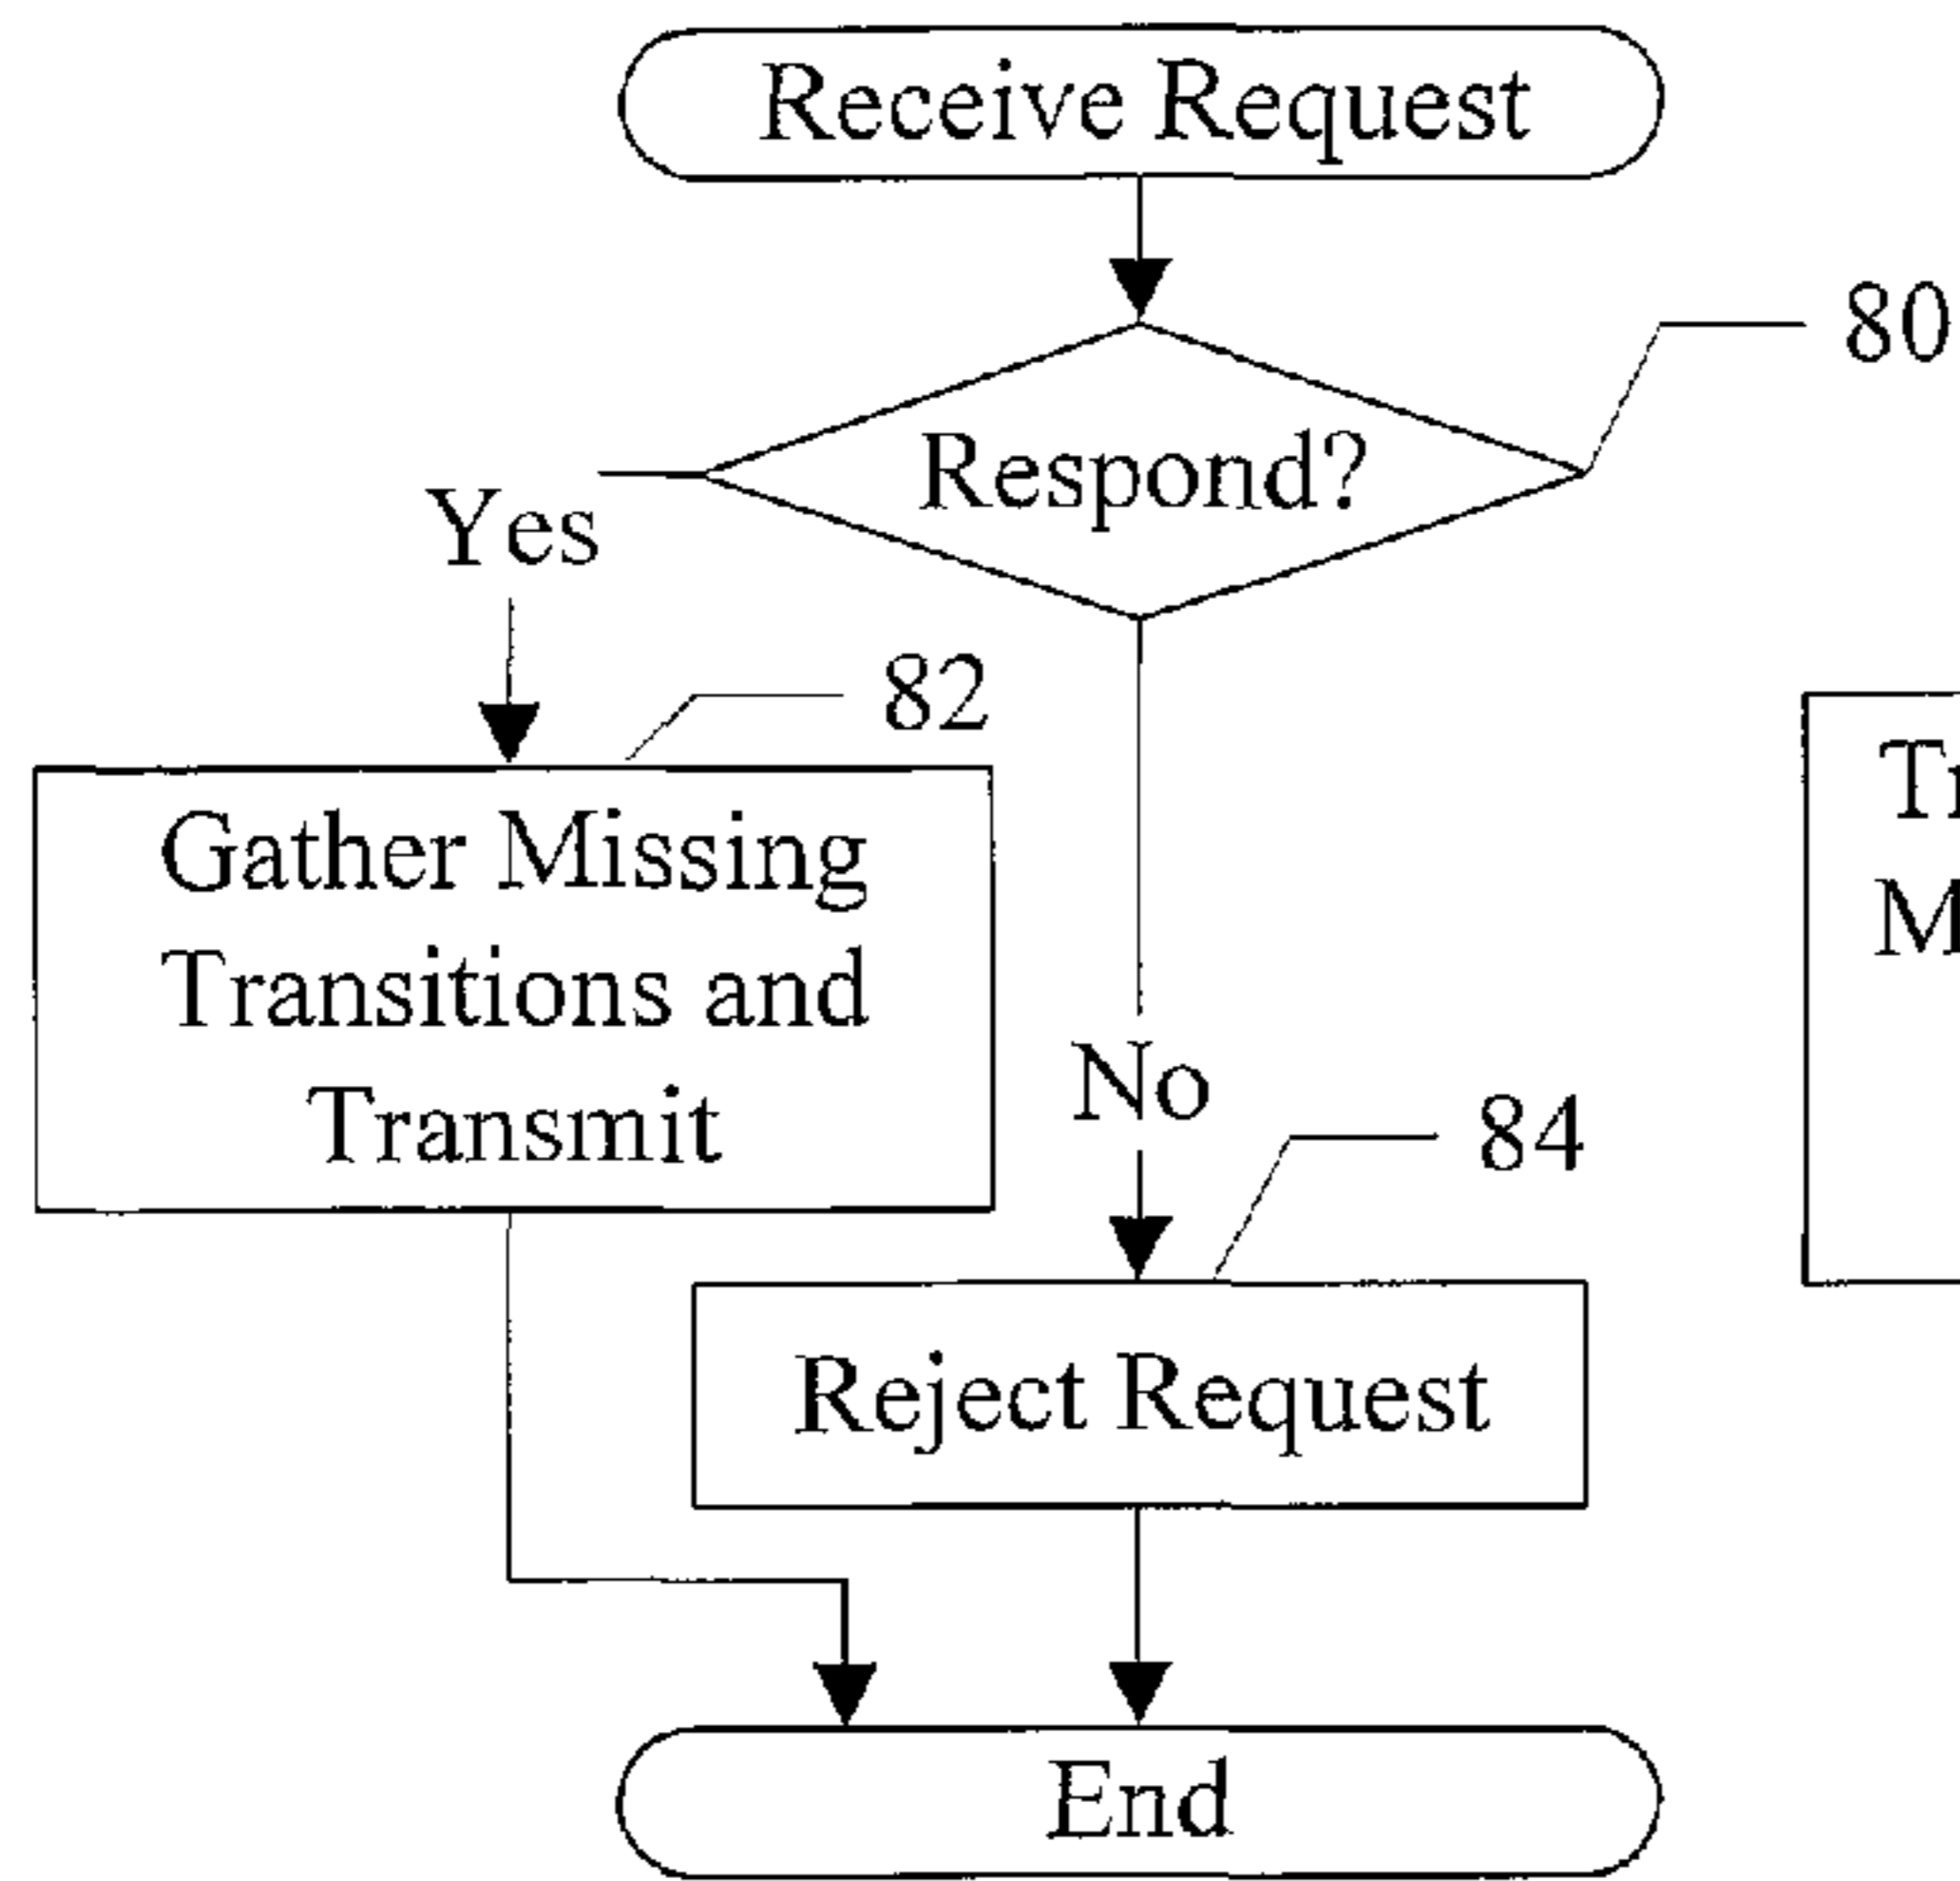 Receive Request
80
Respond?
Yes
82
Gather Missing
Transitions and
Transmit
No
84
Reject Request
End